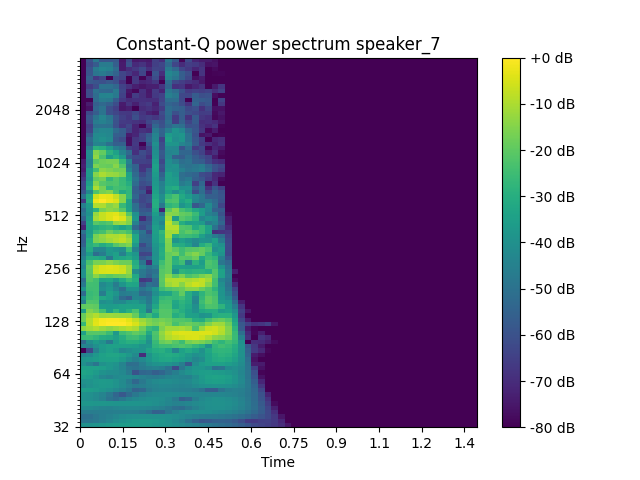 Constant-Q power spectrum speaker_7
Hz
2048
1024
512
256
128
64
32
0 0.15 0.3 0.45 0.6 0.75 0.9 1.1 1.2 1.4
Time
+0 dB
-10 dB
-20 dB
-30 dB
-40 dB
-50 dB
-60 dB
-70 dB
-80 dB